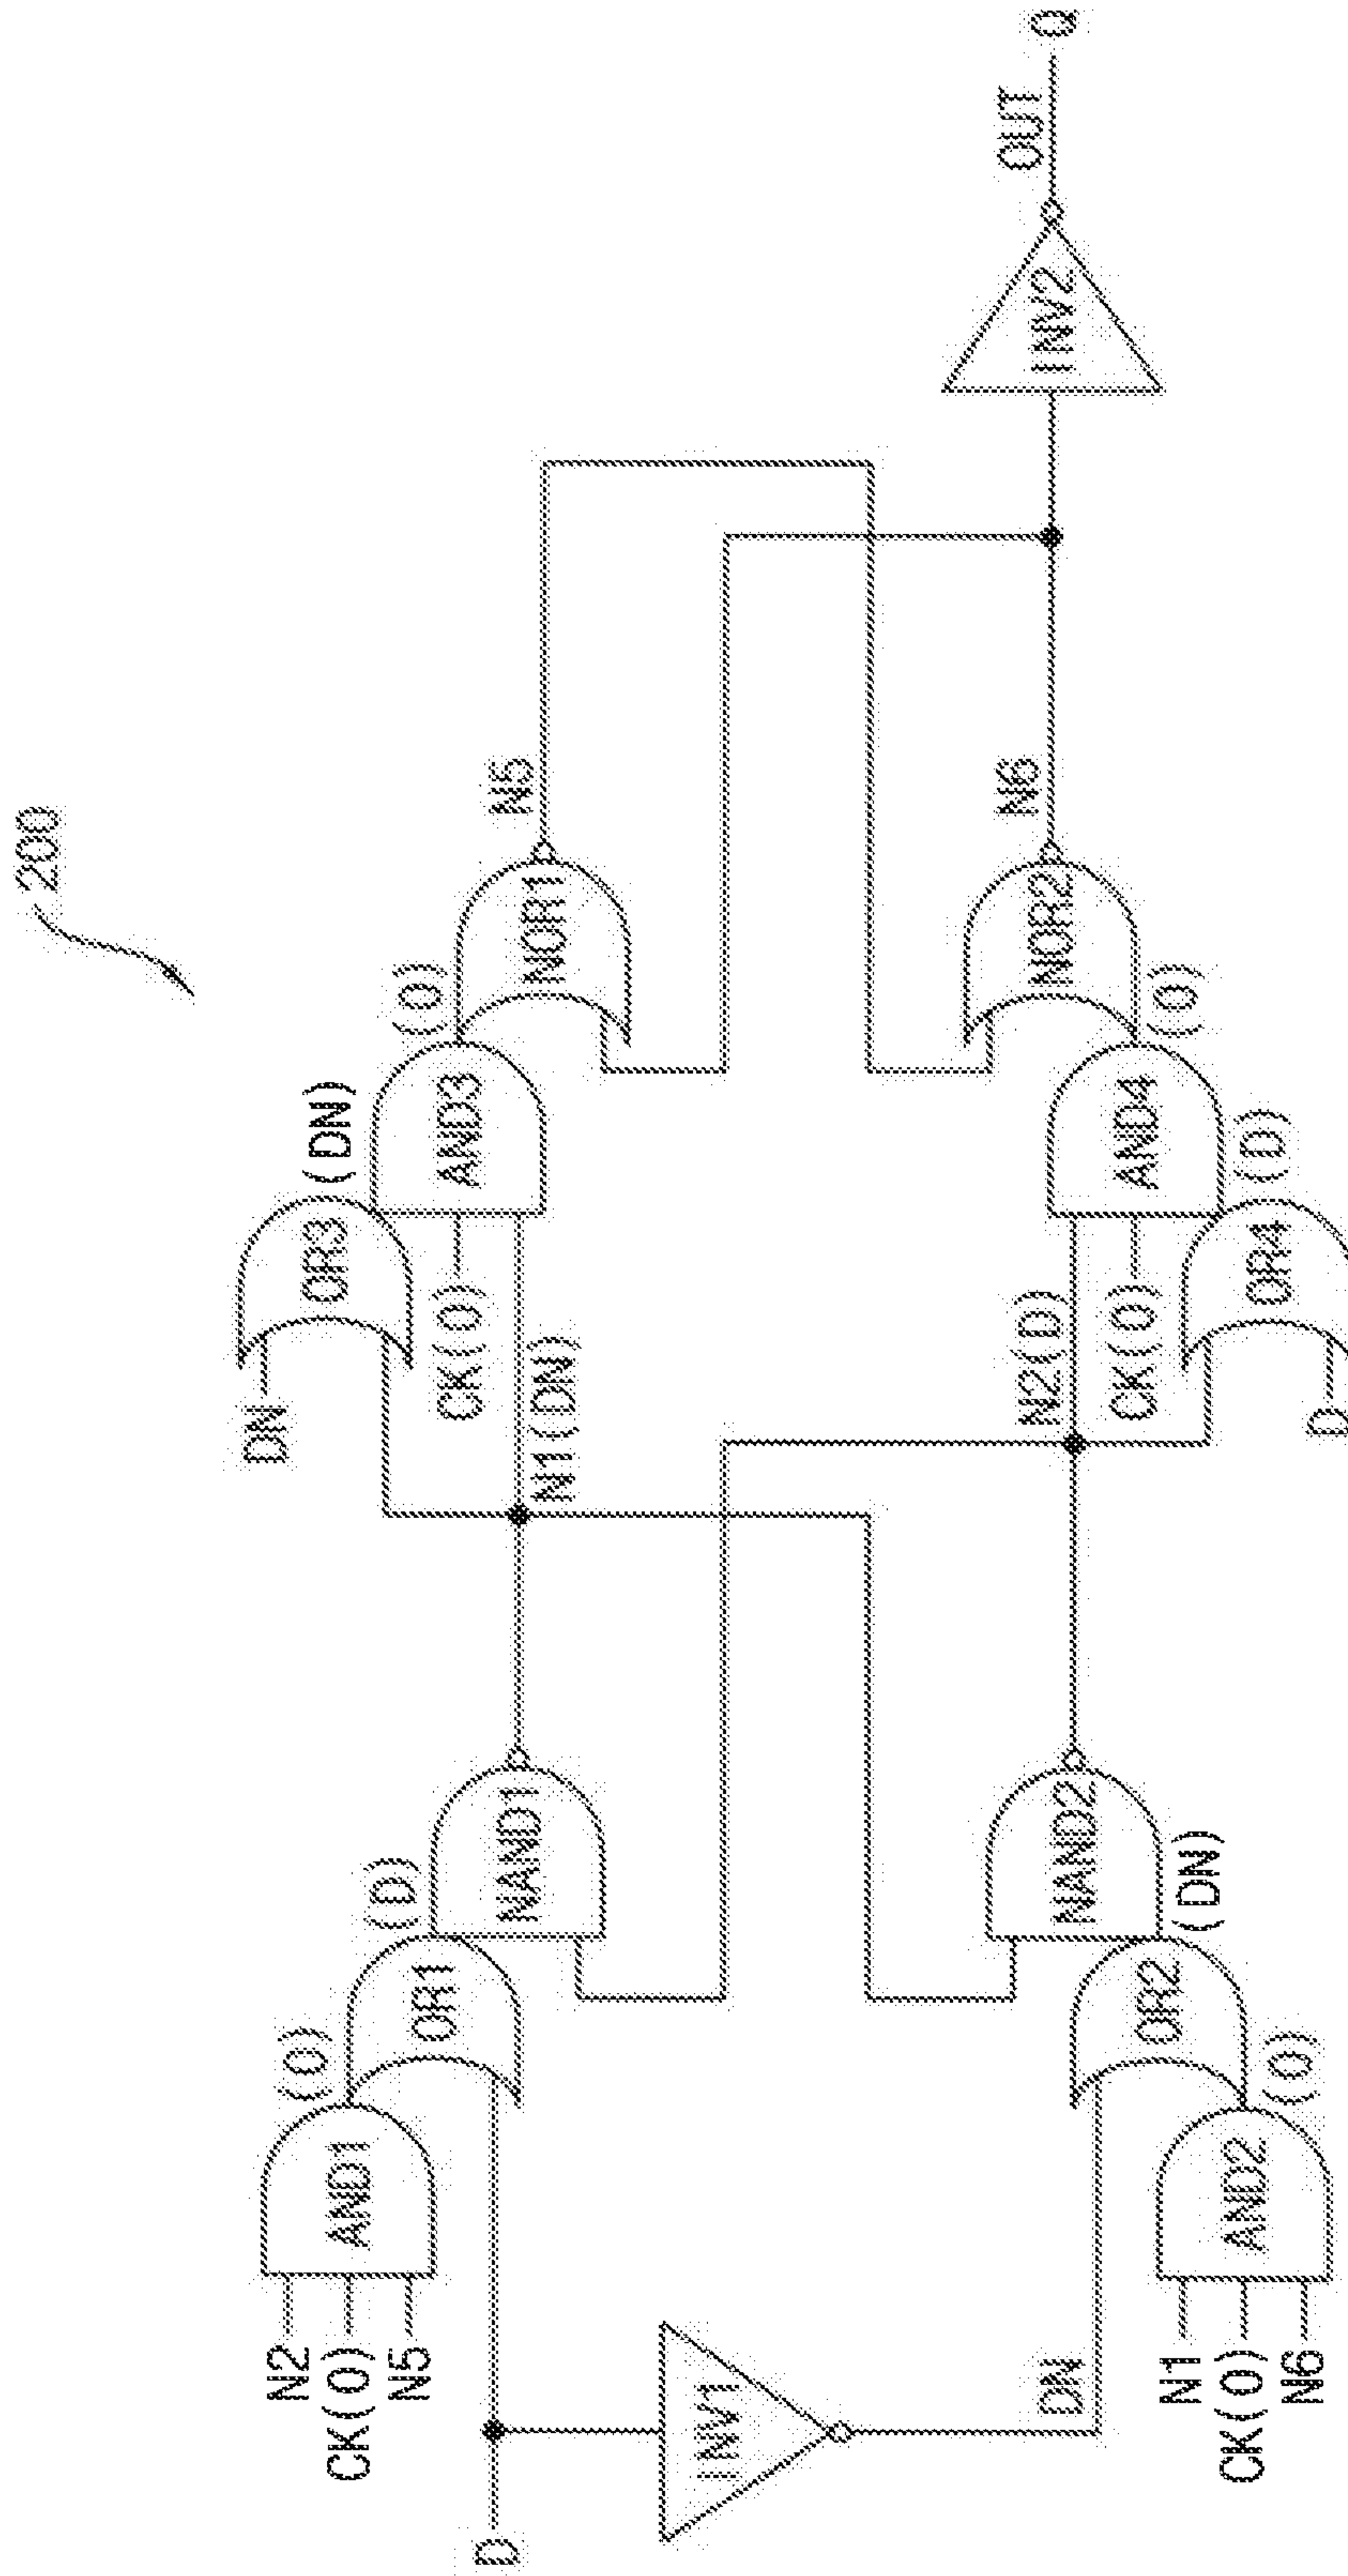 200
N2
CK(0)
N5
AND1
(0)
OR1
(D)
NAND1
D
INV1
DN
N1
CK(0)
N6
AND2
(0)
OR2
(DN)
NAND2
DN
OR3
(DN)
CK(0)
N1(DN)
AND3
(0)
NOR1
N5
N2(D)
CK(0)
D
OR4
(D)
AND4
(0)
NOR2
N6
INV2
OUT
Q